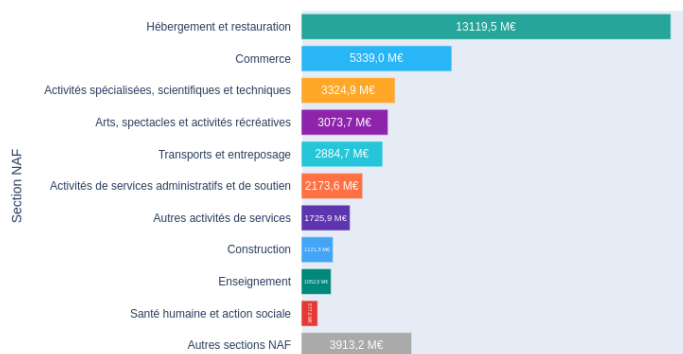 Section NAF
Hébergement et restauration 13119,5 M€
Commerce 5339,0 M€
Activités spécialisées, scientifiques et techniques 3324,9 M€
Arts, spectacles et activités récréatives 3073,7 M€
Transports et entreposage 2884,7 M€
Activités de services administratifs et de soutien 2173,6 M€
Autres activités de services 1725,9 M€
Construction
Enseignement
Santé humaine et action sociale
Autres sections NAF 3913,2 M€